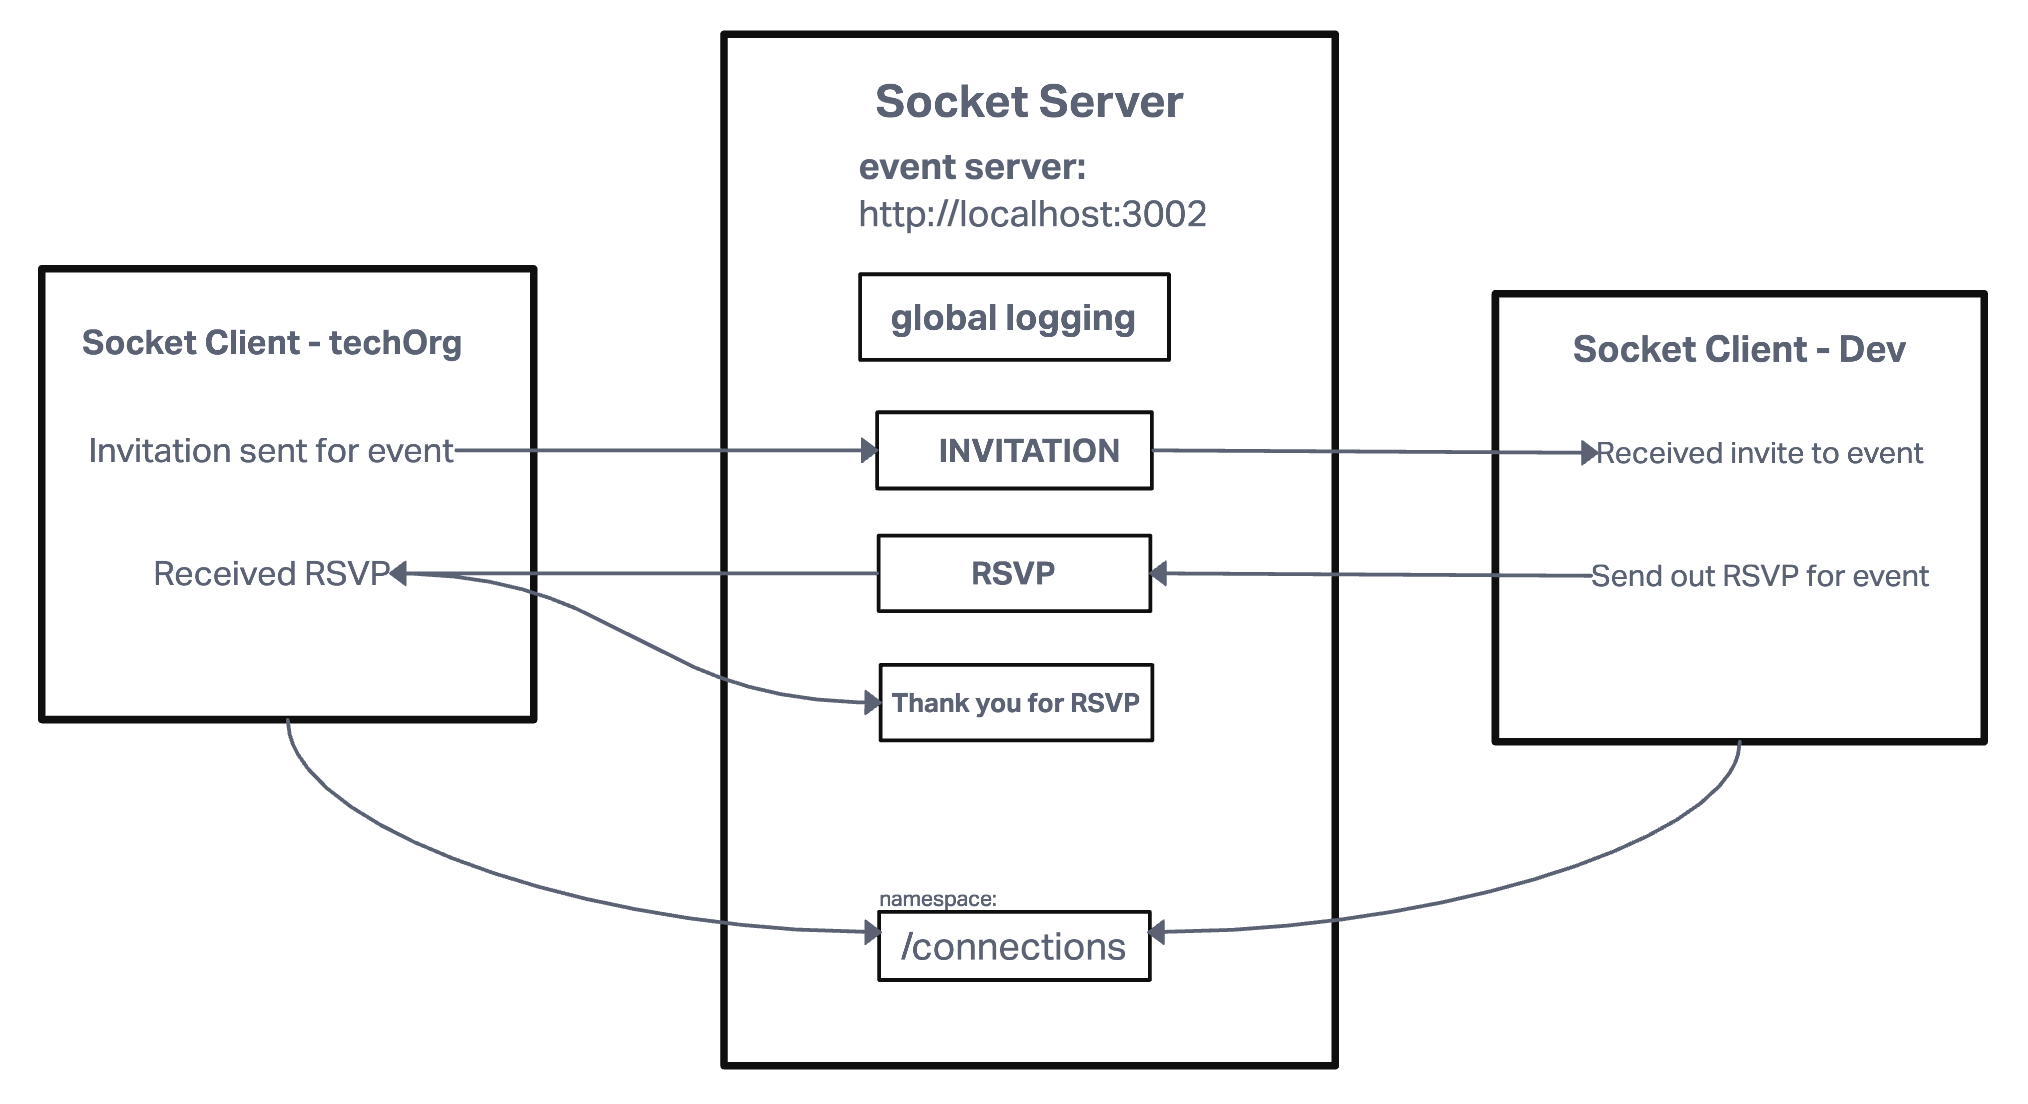 Socket Server
event server:
http://localhost:3002
global logging
Socket Client - techOrg
Invitation sent for event
Received RSVP
INVITATION
RSVP
Thank you for RSVP
namespace:
/connections
Socket Client - Dev
Received invite to event
Send out RSVP for event